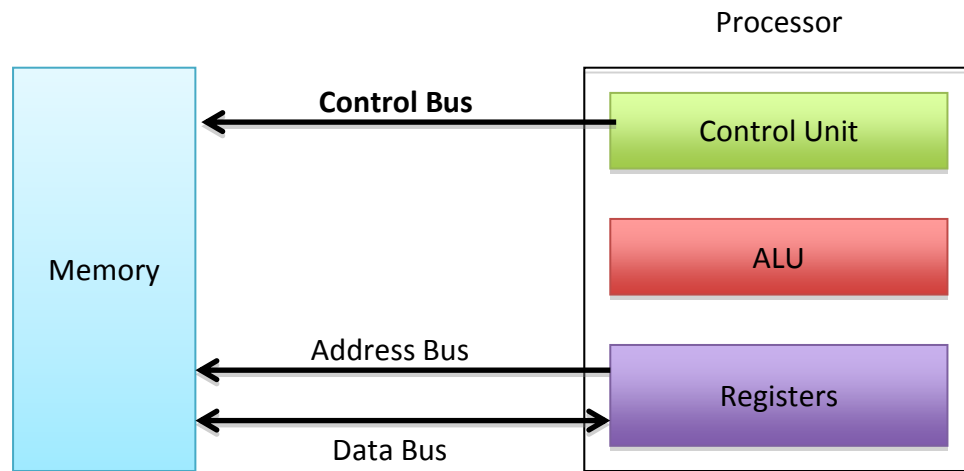 Processor
Control Bus
Control Unit
Memory
ALU
Address Bus
Registers
Data Bus